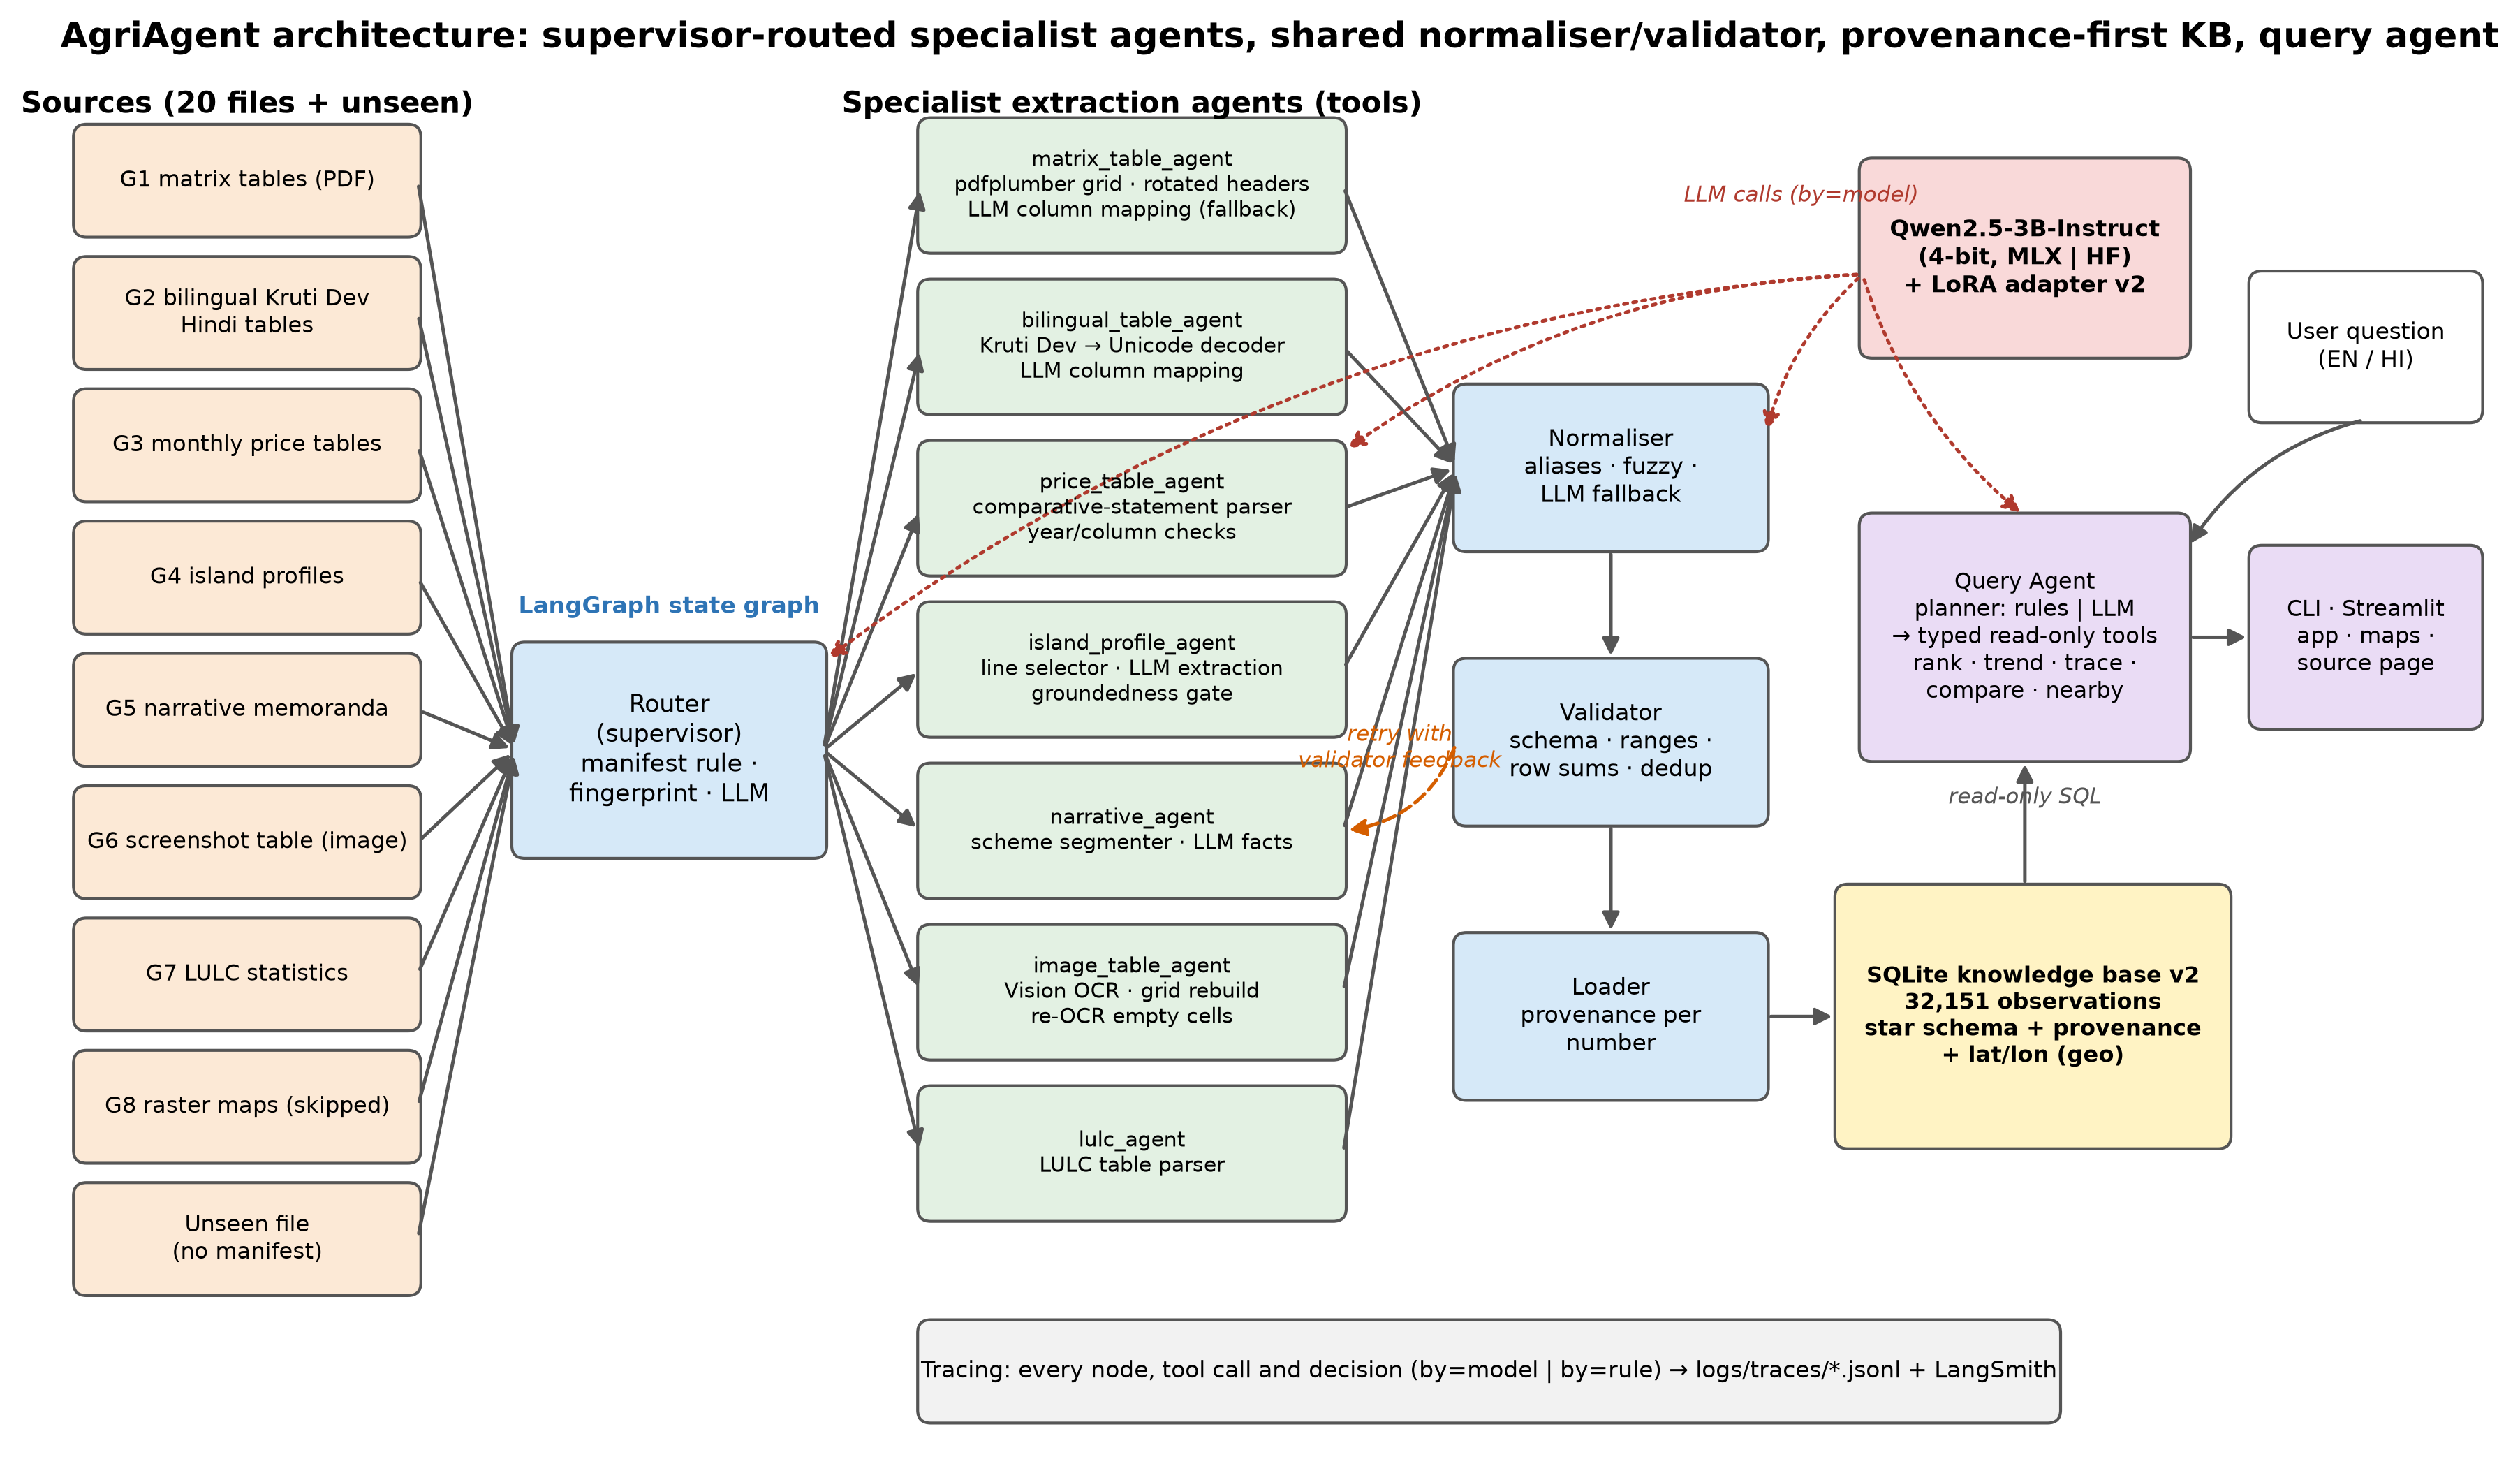 AgriAgent architecture: supervisor-routed specialist agents, shared normaliser/validator, provenance-first KB, query agent
Sources (20 files + unseen)
G1 matrix tables (PDF)
G2 bilingual Kruti Dev
Hindi tables
G3 monthly price tables
G4 island profiles
G5 narrative memoranda
G6 screenshot table (image)
G7 LULC statistics
G8 raster maps (skipped)
Unseen file
(no manifest)
LangGraph state graph
Router
(supervisor)
manifest rule ·
fingerprint · LLM
Specialist extraction agents (tools)
matrix_table_agent
pdfplumber grid · rotated headers
LLM column mapping (fallback)
bilingual_table_agent
Kruti Dev → Unicode decoder
LLM column mapping
price_table_agent
comparative-statement parser
year/column checks
island_profile_agent
line selector · LLM extraction
groundedness gate
narrative_agent
scheme segmenter · LLM facts
image_table_agent
Vision OCR · grid rebuild
re-OCR empty cells
lulc_agent
LULC table parser
retry with
validator feedback
Normaliser
aliases · fuzzy ·
LLM fallback
Validator
schema · ranges ·
row sums · dedup
Loader
provenance per
number
LLM calls (by=model)
Qwen2.5-3B-Instruct
(4-bit, MLX | HF)
+ LoRA adapter v2
User question
(EN / HI)
Query Agent
planner: rules | LLM
→ typed read-only tools
rank · trend · trace ·
compare · nearby
CLI · Streamlit
app · maps ·
source page
read-only SQL
SQLite knowledge base v2
32,151 observations
star schema + provenance
+ lat/lon (geo)
Tracing: every node, tool call and decision (by=model | by=rule) → logs/traces/*.jsonl + LangSmith